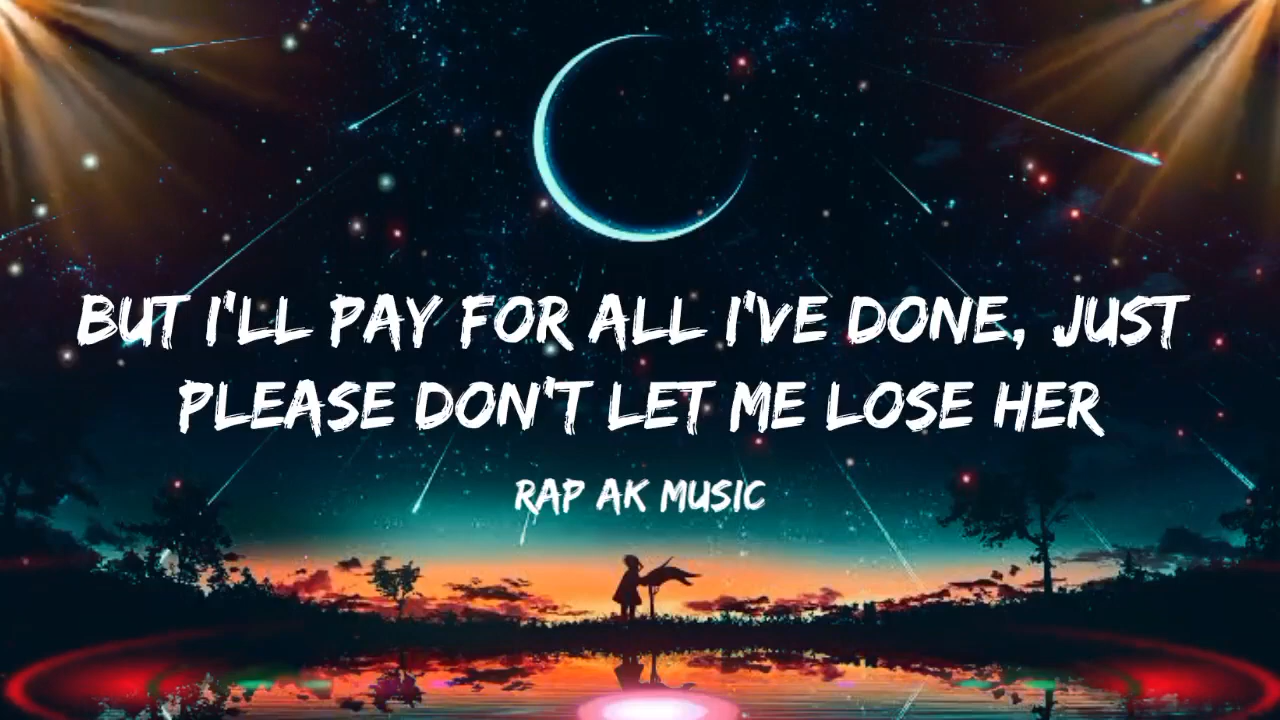 BUT I'LL PAY FOR ALL I'VE DONE, JUST
PLEASE DON'T LET ME LOSE HER
RAP AK MUSIC